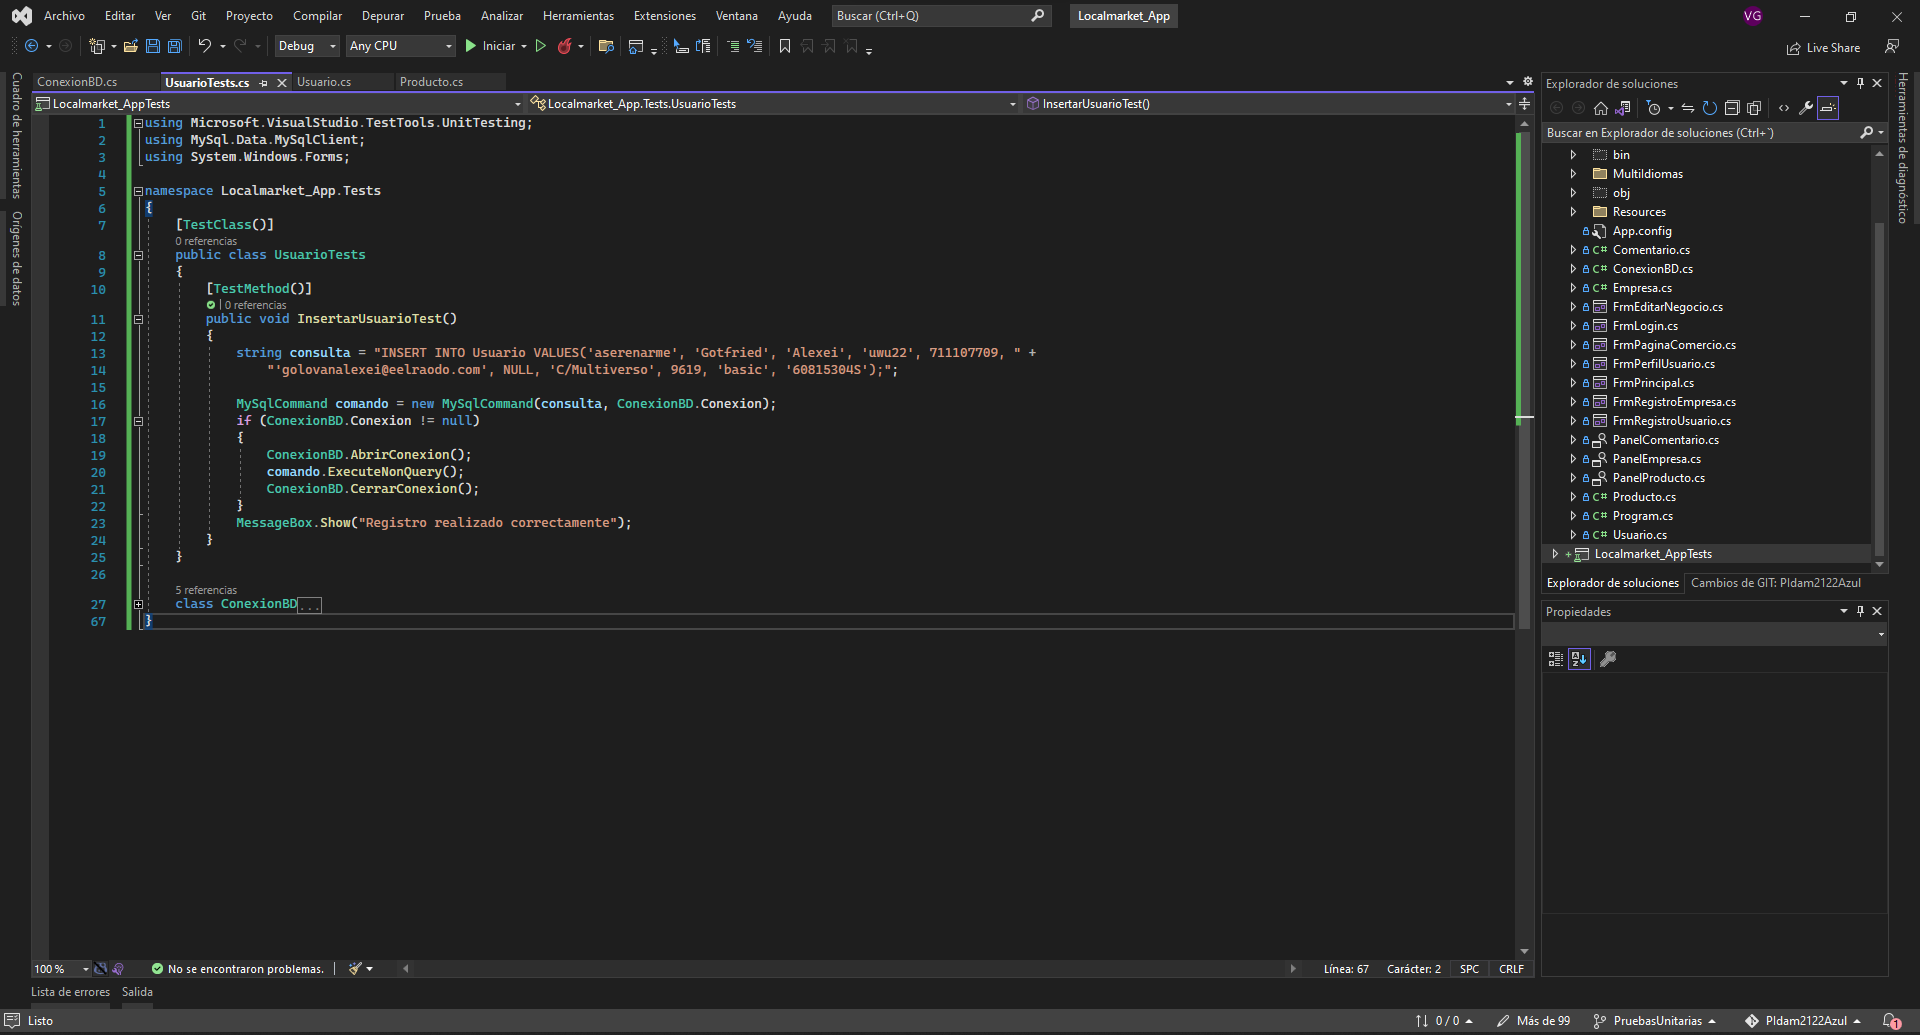 Archivo Editar Ver Git Proyecto Compilar Depurar Prueba Analizar Herramientas Extensiones Ventana Ayuda Buscar (Ctrl+Q) Localmarket_App VG
Debug Any CPU Iniciar Live Share
Cuadro de herramientas
Orígenes de datos
ConexionBD.cs UsuarioTests.cs Usuario.cs Producto.cs
Localmarket_AppTests Localmarket_App.Tests.UsuarioTests InsertarUsuarioTest()
1 using Microsoft.VisualStudio.TestTools.UnitTesting;
2 using MySql.Data.MySqlClient;
3 using System.Windows.Forms;
4
5 namespace Localmarket_App.Tests
6 {
7 [TestClass()]
0 referencias
8 public class UsuarioTests
9 {
10 [TestMethod()]
| 0 referencias
11 public void InsertarUsuarioTest()
12 {
13 string consulta = "INSERT INTO Usuario VALUES('aserenarme', 'Gotfried', 'Alexei', 'uwu22', 711107709, " +
14 "'golovanalexei@eelraodo.com', NULL, 'C/Multiverso', 9619, 'basic', '60815304S');";
15
16 MySqlCommand comando = new MySqlCommand(consulta, ConexionBD.Conexion);
17 if (ConexionBD.Conexion != null)
18 {
19 ConexionBD.AbrirConexion();
20 comando.ExecuteNonQuery();
21 ConexionBD.CerrarConexion();
22 }
23 MessageBox.Show("Registro realizado correctamente");
24 }
25 }
26
5 referencias
27 class ConexionBD...
67 }
100 % No se encontraron problemas. Línea: 67 Carácter: 2 SPC CRLF
Lista de errores Salida
Explorador de soluciones
Buscar en Explorador de soluciones (Ctrl+`)
bin
MultiIdiomas
obj
Resources
App.config
C# Comentario.cs
C# ConexionBD.cs
C# Empresa.cs
FrmEditarNegocio.cs
FrmLogin.cs
FrmPaginaComercio.cs
FrmPerfilUsuario.cs
FrmPrincipal.cs
FrmRegistroEmpresa.cs
FrmRegistroUsuario.cs
PanelComentario.cs
PanelEmpresa.cs
PanelProducto.cs
C# Producto.cs
C# Program.cs
C# Usuario.cs
Localmarket_AppTests
Explorador de soluciones Cambios de GIT: PIdam2122Azul
Propiedades
Herramientas de diagnóstico
Listo 0 / 0 Más de 99 PruebasUnitarias PIdam2122Azul 1